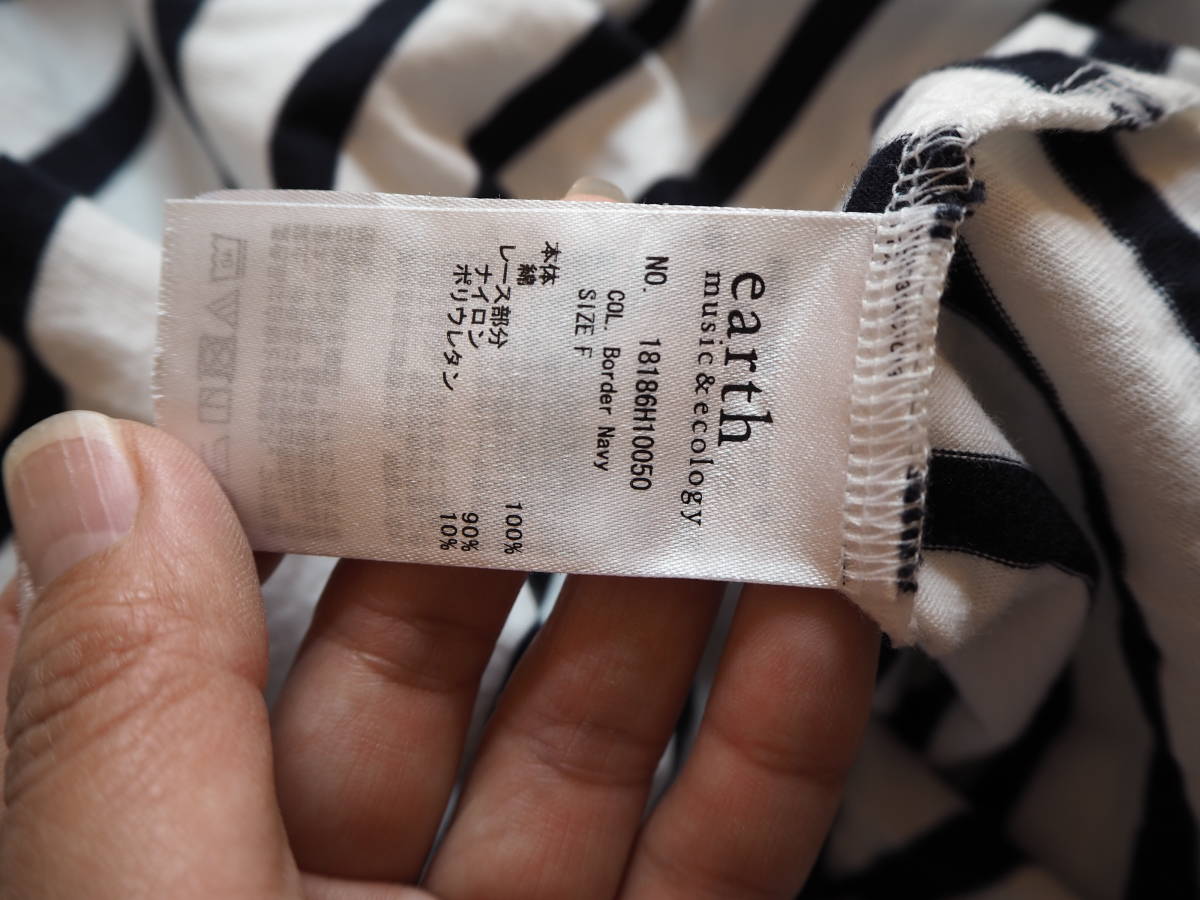 earth
music & ecology
NO. 18186H10050
COL. Border Navy
SIZE F
本体
綿 100%
レース部分
ナイロン 90%
ポリウレタン 10%